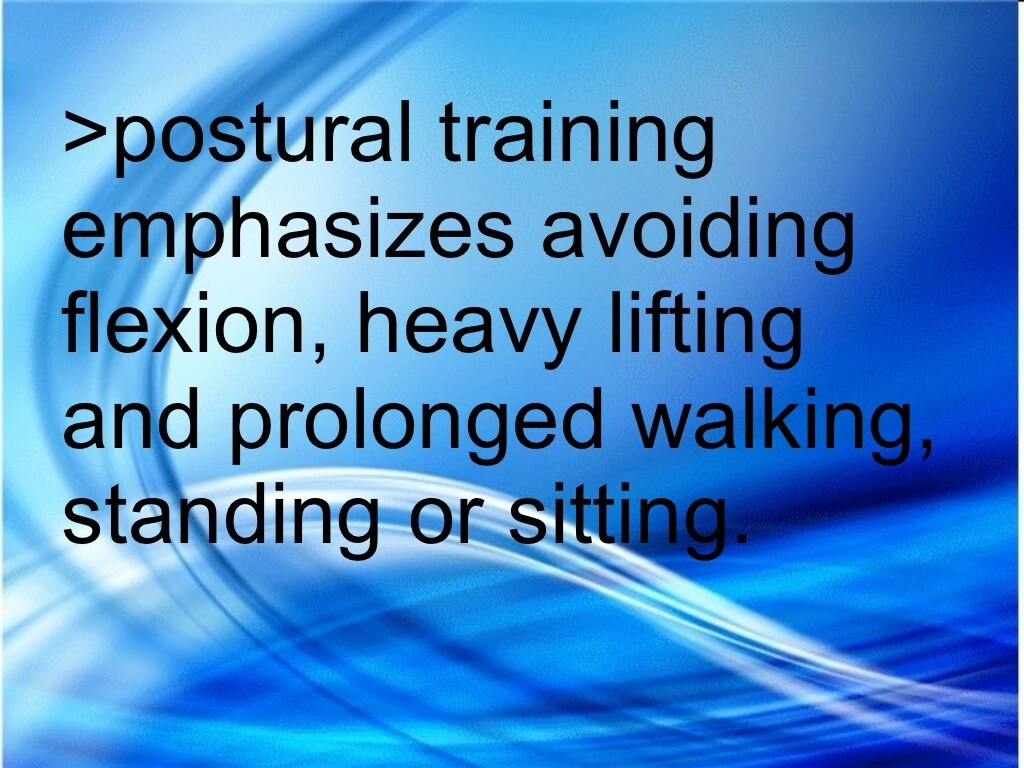 >postural training
emphasizes avoiding
flexion, heavy lifting
and prolonged walking,
standing or sitting.